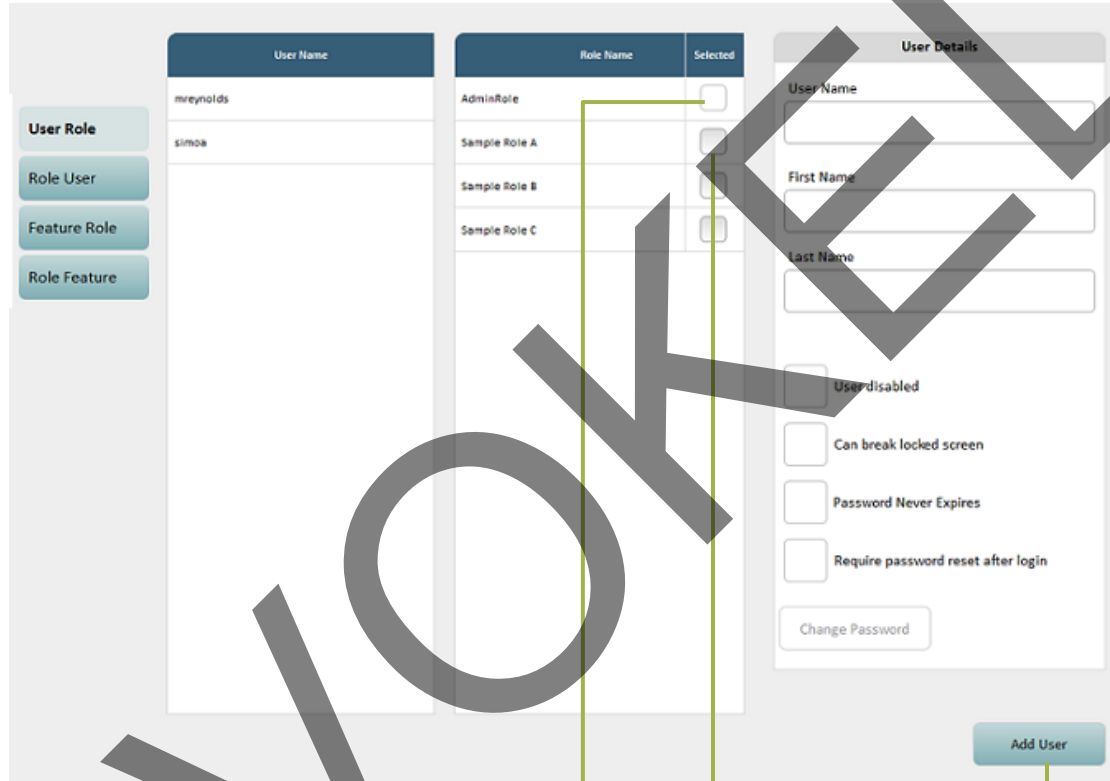 User Role
Role User
Feature Role
Role Feature
User Name
mreynolds
simoa
Role Name Selected
AdminRole
Sample Role A
Sample Role B
Sample Role C
User Details
User Name
First Name
Last Name
User disabled
Can break locked screen
Password Never Expires
Require password reset after login
Change Password
Add User
VOKE